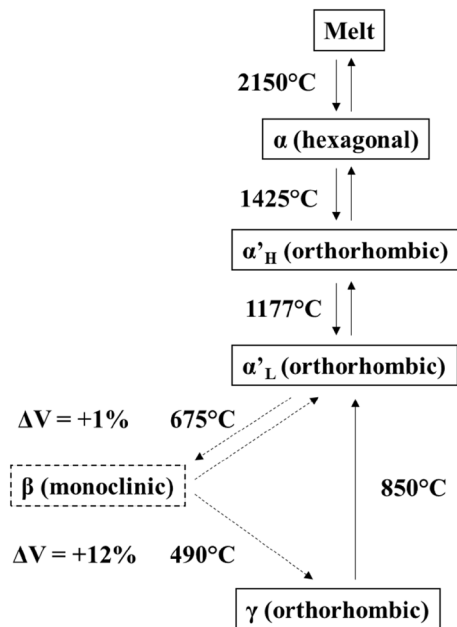 Melt
2150°C
α (hexagonal)
1425°C
α’H (orthorhombic)
1177°C
α’L (orthorhombic)
ΔV = +1% 675°C
β (monoclinic)
850°C
ΔV = +12% 490°C
γ (orthorhombic)